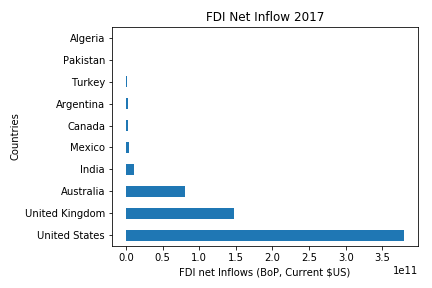 FDI Net Inflow 2017
Countries
Algeria
Pakistan
Turkey
Argentina
Canada
Mexico
India
Australia
United Kingdom
United States
0.0 0.5 1.0 1.5 2.0 2.5 3.0 3.5
1e11
FDI net Inflows (BoP, Current $US)